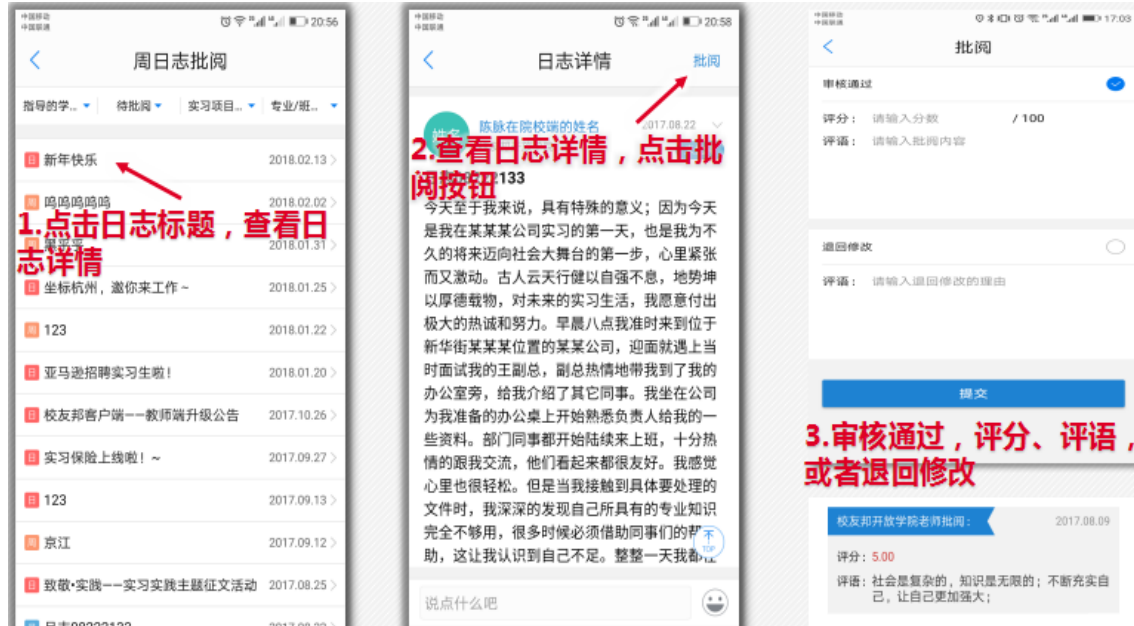 中国移动
中国联通
20:56
周日志批阅
指导的学..
待批阅
实习项目...
专业/班..
日 新年快乐 2018.02.13
周 呜呜呜呜呜 2018.02.02
1.点击日志标题，查看日
志详情
2018.01.31
日 坐标杭州，邀你来工作~ 2018.01.25
周 123 2018.01.22
日 亚马逊招聘实习生啦！ 2018.01.20
日 校友邦客户端——教师端升级公告 2017.10.26
日 实习保险上线啦！~ 2017.09.27
日 123 2017.09.13
周 京江 2017.09.12
日 致敬·实践——实习实践主题征文活动 2017.08.25
中国移动
中国联通
20:58
日志详情
批阅
姓名
陈脉在院校端的姓名
2017.08.22
2.查看日志详情，点击批
阅按钮
133
今天至于我来说，具有特殊的意义；因为今天
是我在某某某公司实习的第一天，也是我为不
久的将来迈向社会大舞台的第一步，心里紧张
而又激动。古人云天行健以自强不息，地势坤
以厚德载物，对未来的实习生活，我愿意付出
极大的热诚和努力。早晨八点我准时来到位于
新华街某某某位置的某某公司，迎面就遇上当
时面试我的王副总，副总热情地带我到了我的
办公室旁，给我介绍了其它同事。我坐在公司
为我准备的办公桌上开始熟悉负责人给我的一
些资料。部门同事都开始陆续来上班，十分热
情的跟我交流，他们看起来都很友好。我感觉
心里也很轻松。但是当我接触到具体要处理的
文件时，我深深的发现自己所具有的专业知识
完全不够用，很多时候必须借助同事们的帮
助，这让我认识到自己不足。整整一天我都在
TOP
说点什么吧
中国移动
中国联通
17:03
批阅
审核通过
评分： 请输入分数 / 100
评语： 请输入批阅内容
退回修改
评语： 请输入退回修改的理由
提交
3.审核通过，评分、评语，
或者退回修改
校友邦开放学院老师批阅： 2017.08.09
评分：5.00
评语：社会是复杂的，知识是无限的；不断充实自
己，让自己更加强大；